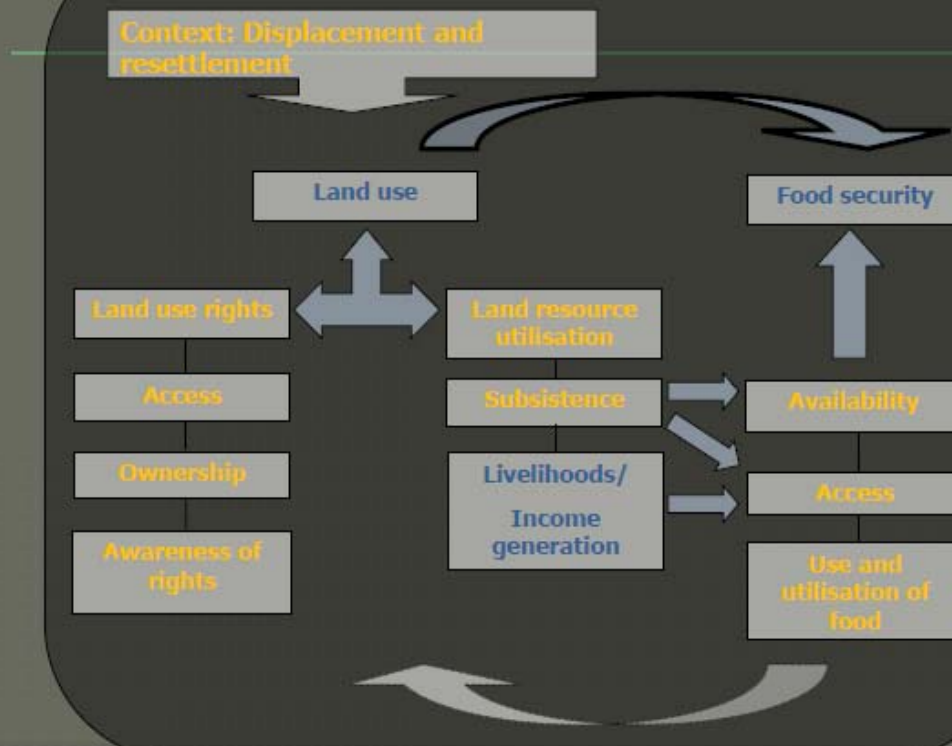 Context: Displacement and
resettlement
Land use
Food security
Land use rights
Land resource
utilisation
Access
Subsistence
Availability
Ownership
Livelihoods/
Income
generation
Access
Awareness of
rights
Use and
utilisation of
food